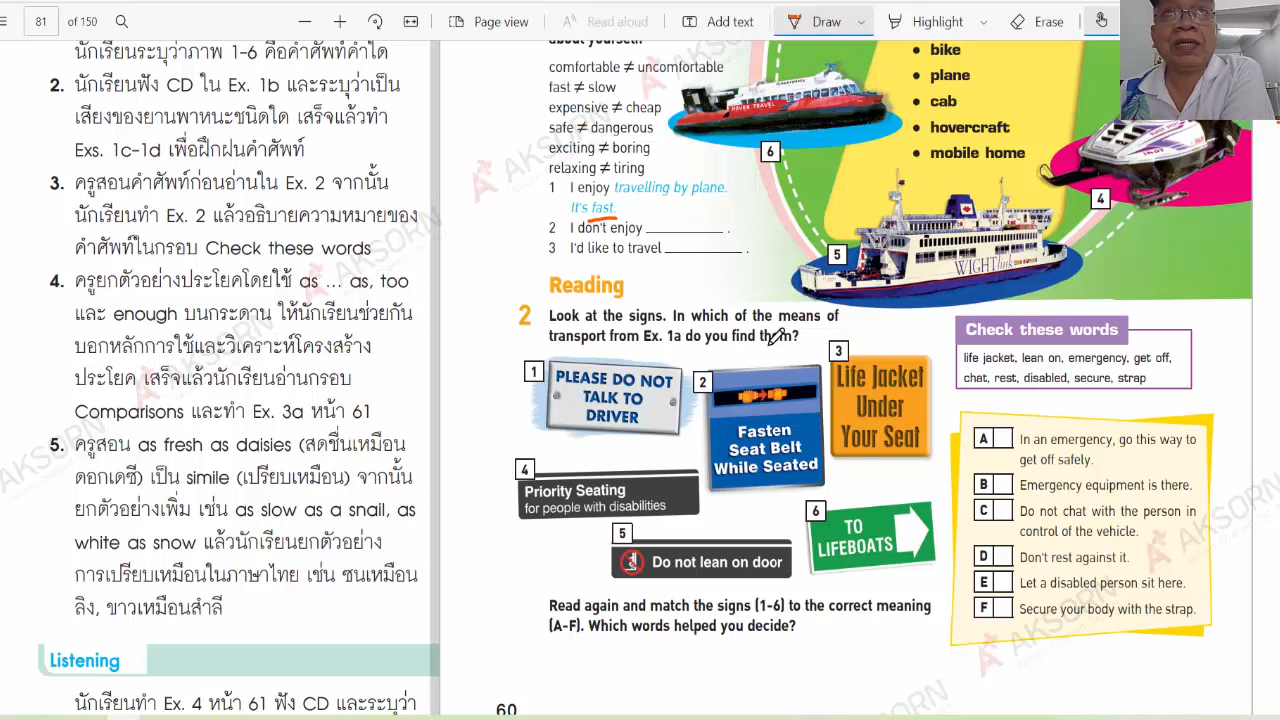 81 of 150 Page view Read aloud Add text Draw Highlight Erase
นักเรียนระบุว่าภาพ 1-6 คือคำศัพท์คำใด
2. นักเรียนฟัง CD ใน Ex. 1b และระบุว่าเป็น
เสียงของยานพาหนะชนิดใด เสร็จแล้วทำ
Exs. 1c-1d เพื่อฝึกฝนคำศัพท์
3. ครูสอนคำศัพท์ก่อนอ่านใน Ex. 2 จากนั้น
นักเรียนทำ Ex. 2 แล้วอธิบายความหมายของ
คำศัพท์ในกรอบ Check these words
4. ครูยกตัวอย่างประโยคโดยใช้ as ... as, too
และ enough บนกระดาน ให้นักเรียนช่วยกัน
บอกหลักการใช้และวิเคราะห์โครงสร้าง
ประโยค เสร็จแล้วนักเรียนอ่านกรอบ
Comparisons และทำ Ex. 3a หน้า 61
5. ครูสอน as fresh as daisies (สดชื่นเหมือน
ดอกเดซี) เป็น simile (เปรียบเหมือน) จากนั้น
ยกตัวอย่างเพิ่ม เช่น as slow as a snail, as
white as snow แล้วนักเรียนยกตัวอย่าง
การเปรียบเหมือนในภาษาไทย เช่น ซนเหมือน
ลิง, ขาวเหมือนสำลี
Listening
นักเรียนทำ Ex. 4 หน้า 61 ฟัง CD และระบุว่า
about yourself.
comfortable ≠ uncomfortable
fast ≠ slow
expensive ≠ cheap
safe ≠ dangerous
exciting ≠ boring
relaxing ≠ tiring
1 I enjoy travelling by plane.
It's fast.
2 I don't enjoy ________ .
3 I'd like to travel ________ .
• bike
• plane
• cab
• hovercraft
• mobile home
HOVER TRAVEL
6
4
5
WIGHTlink
Reading
2 Look at the signs. In which of the means of
transport from Ex. 1a do you find them?
1
PLEASE DO NOT
TALK TO
DRIVER
2
Fasten
Seat Belt
While Seated
3
Life Jacket
Under
Your Seat
4
Priority Seating
for people with disabilities
5
Do not lean on door
6
TO
LIFEBOATS
Read again and match the signs (1-6) to the correct meaning
(A-F). Which words helped you decide?
Check these words
life jacket, lean on, emergency, get off,
chat, rest, disabled, secure, strap
A In an emergency, go this way to
get off safely.
B Emergency equipment is there.
C Do not chat with the person in
control of the vehicle.
D Don't rest against it.
E Let a disabled person sit here.
F Secure your body with the strap.
60
AKSORN
AKSORN
AKSORN
AKSORN
AKSORN
AKSORN